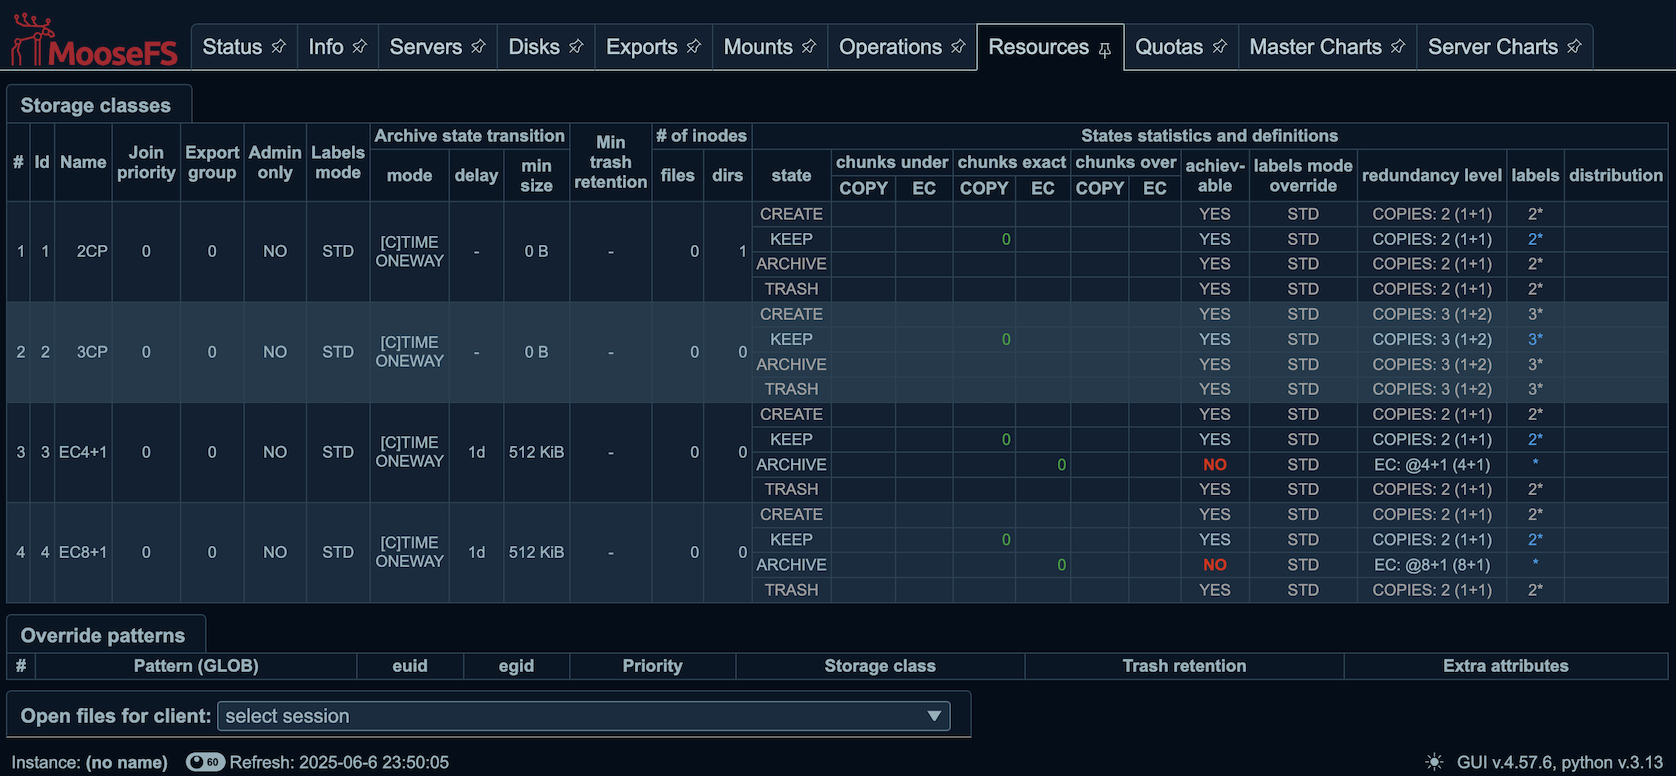 MooseFS
Status Info Servers Disks Exports Mounts Operations Resources Quotas Master Charts Server Charts
Storage classes
# Id Name Join priority Export group Admin only Labels mode Archive state transition Min trash retention # of inodes States statistics and definitions
mode delay min size files dirs state chunks under chunks exact chunks over achiev-able labels mode override redundancy level labels distribution
COPY EC COPY EC COPY EC
1 1 2CP 0 0 NO STD [C]TIME ONEWAY - 0 B - 0 1
CREATE YES STD COPIES: 2 (1+1) 2*
KEEP 0 YES STD COPIES: 2 (1+1) 2*
ARCHIVE YES STD COPIES: 2 (1+1) 2*
TRASH YES STD COPIES: 2 (1+1) 2*
2 2 3CP 0 0 NO STD [C]TIME ONEWAY - 0 B - 0 0
CREATE YES STD COPIES: 3 (1+2) 3*
KEEP 0 YES STD COPIES: 3 (1+2) 3*
ARCHIVE YES STD COPIES: 3 (1+2) 3*
TRASH YES STD COPIES: 3 (1+2) 3*
3 3 EC4+1 0 0 NO STD [C]TIME ONEWAY 1d 512 KiB - 0 0
CREATE YES STD COPIES: 2 (1+1) 2*
KEEP 0 YES STD COPIES: 2 (1+1) 2*
ARCHIVE 0 NO STD EC: @4+1 (4+1) *
TRASH YES STD COPIES: 2 (1+1) 2*
4 4 EC8+1 0 0 NO STD [C]TIME ONEWAY 1d 512 KiB - 0 0
CREATE YES STD COPIES: 2 (1+1) 2*
KEEP 0 YES STD COPIES: 2 (1+1) 2*
ARCHIVE 0 NO STD EC: @8+1 (8+1) *
TRASH YES STD COPIES: 2 (1+1) 2*
Override patterns
# Pattern (GLOB) euid egid Priority Storage class Trash retention Extra attributes
Open files for client: select session
Instance: (no name) 60 Refresh: 2025-06-6 23:50:05 GUI v.4.57.6, python v.3.13